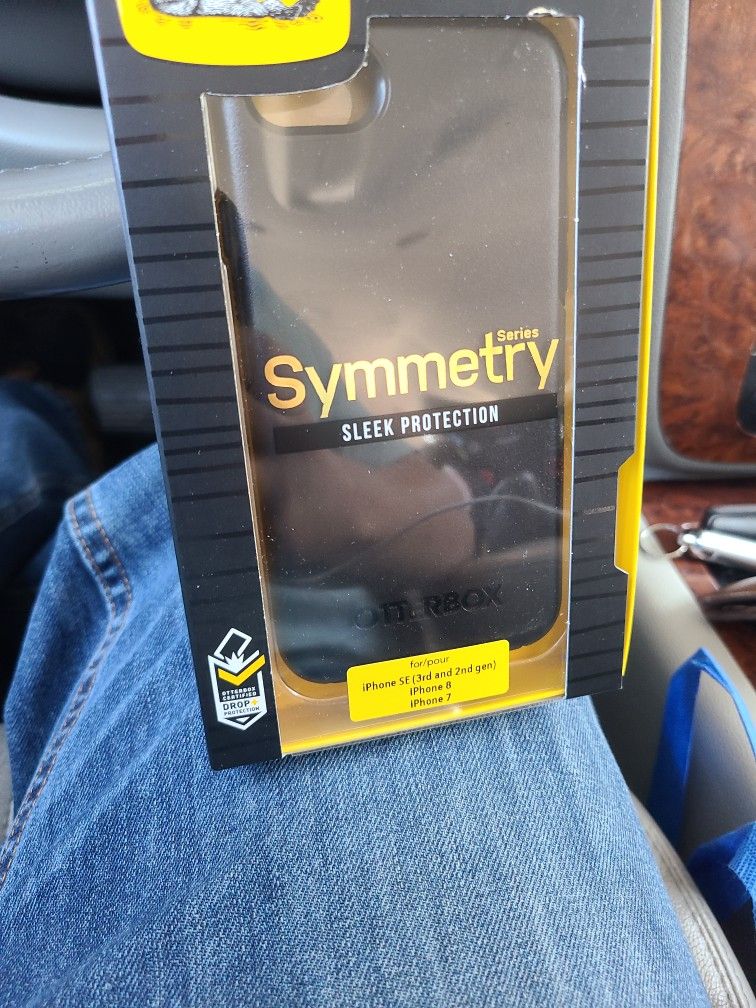 Series
Symmetry
SLEEK PROTECTION
OTTERBOX
for/pour
iPhone SE (3rd and 2nd gen)
iPhone 8
iPhone 7
OTTERBOX
CERTIFIED
DROP+
PROTECTION